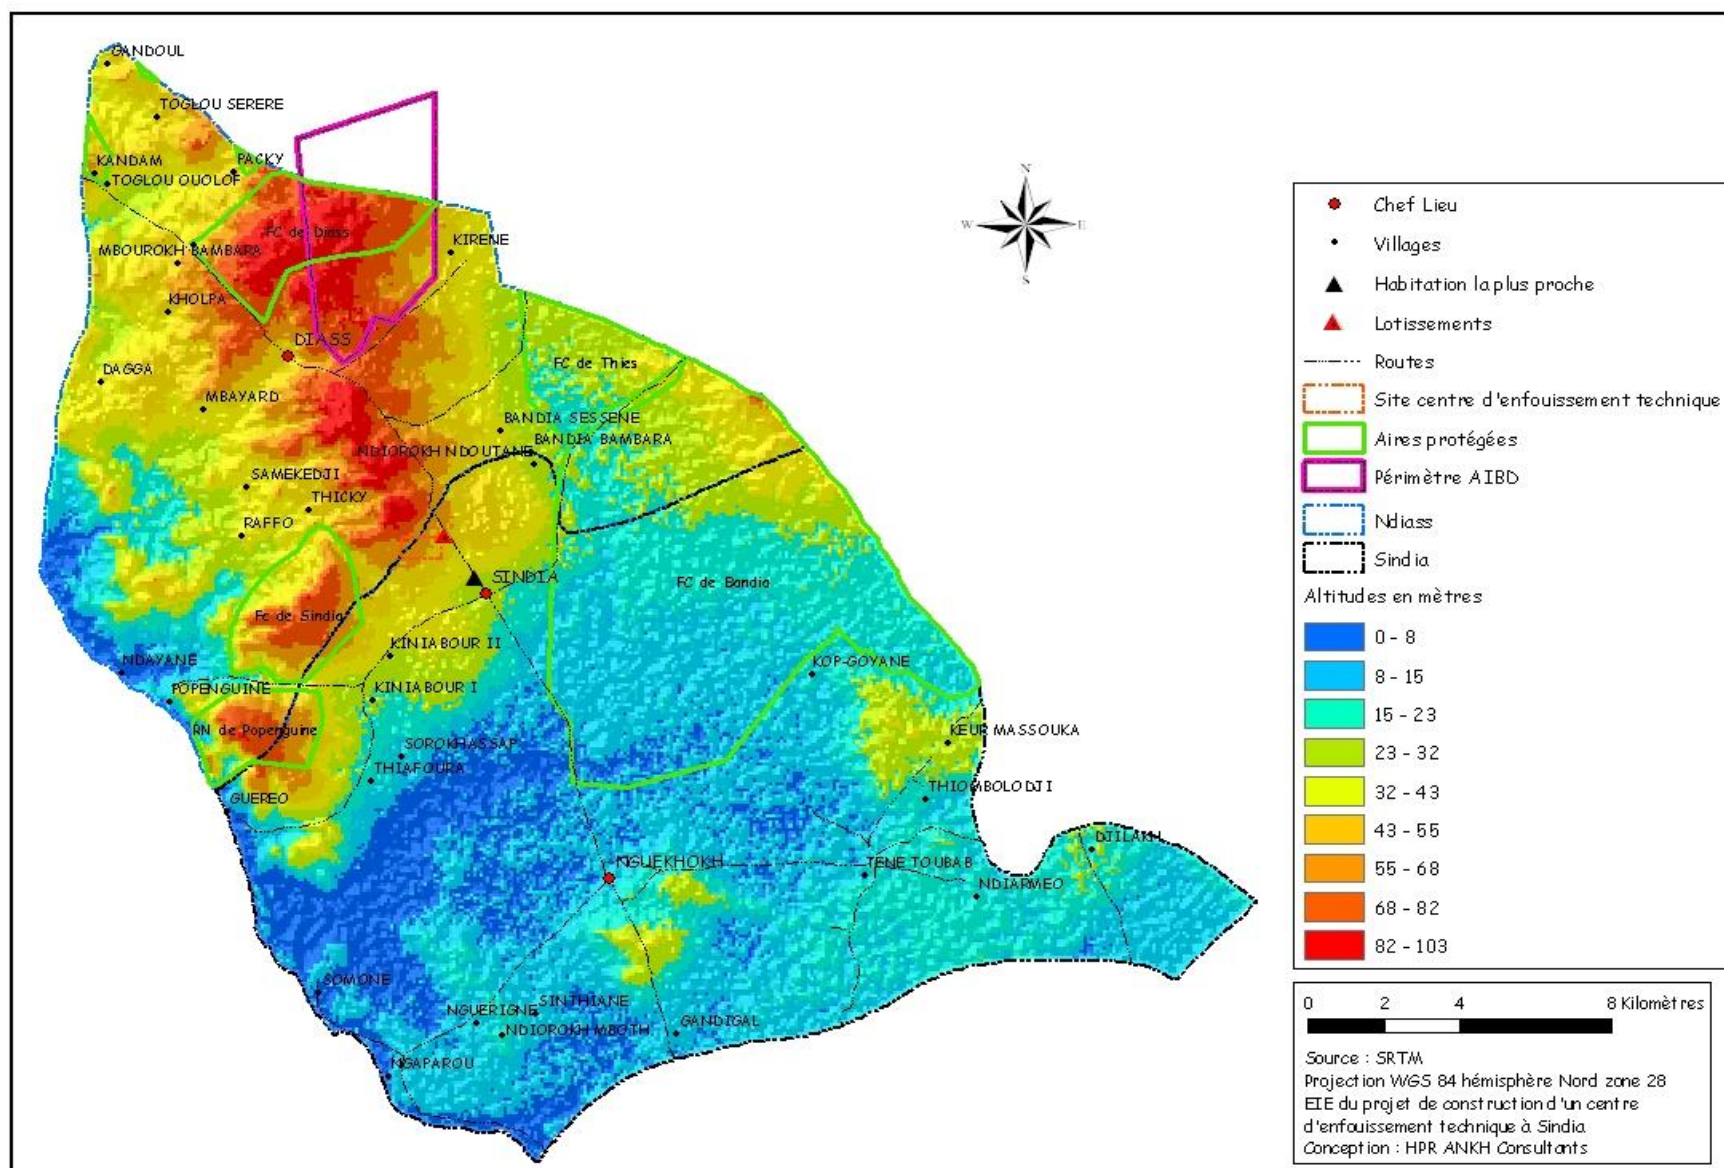 GANDOUL
TOGLOU SERERE
KANDAM
PACKY
TOGLOU OUOLOF
FC de Diass
MBOUROKH BAMBARA
KIRENE
KHOLPA
DIASS
FC de Thies
DAGGA
MBAYARD
BANDIA SESSENE
BANDIA BAMBARA
NDIOROKH NDOUTANE
SAMEKEDJI
THICKY
RAFFO
SINDIA
FC de Bandia
Fc de Sindia
KINIABOUR II
NDAYANE
KOP-GOYANE
POPENGUINE
KINIABOUR I
RN de Popenguine
SOROKHASSAP
KEUR MASSOUKA
THIAFOURA
GUEREO
THIOMBOLODJI
DJILAKH
NGUEKHOKH
TENE TOUBAB
NDIARMEO
SOMONE
NGUERIGNE
SINTHIANE
NDIOROKH MBOTH
GANDIGAL
NGAPAROU
N
W
E
S
Chef Lieu
Villages
Habitation la plus proche
Lotissements
Routes
Site centre d'enfouissement technique
Aires protégées
Périmètre AIBD
Ndiass
Sindia
Altitudes en mètres
0 - 8
8 - 15
15 - 23
23 - 32
32 - 43
43 - 55
55 - 68
68 - 82
82 - 103
0 2 4 8 Kilomètres
Source : SRTM
Projection WGS 84 hémisphère Nord zone 28
EIE du projet de construction d'un centre
d'enfouissement technique à Sindia
Conception : HPR ANKH Consultants